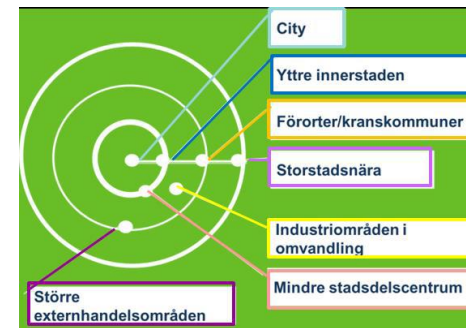 City
Yttre innerstaden
Förorter/kranskommuner
Storstadsnära
Industriområden i
omvandling
Mindre stadsdelscentrum
Större
externhandelsområden